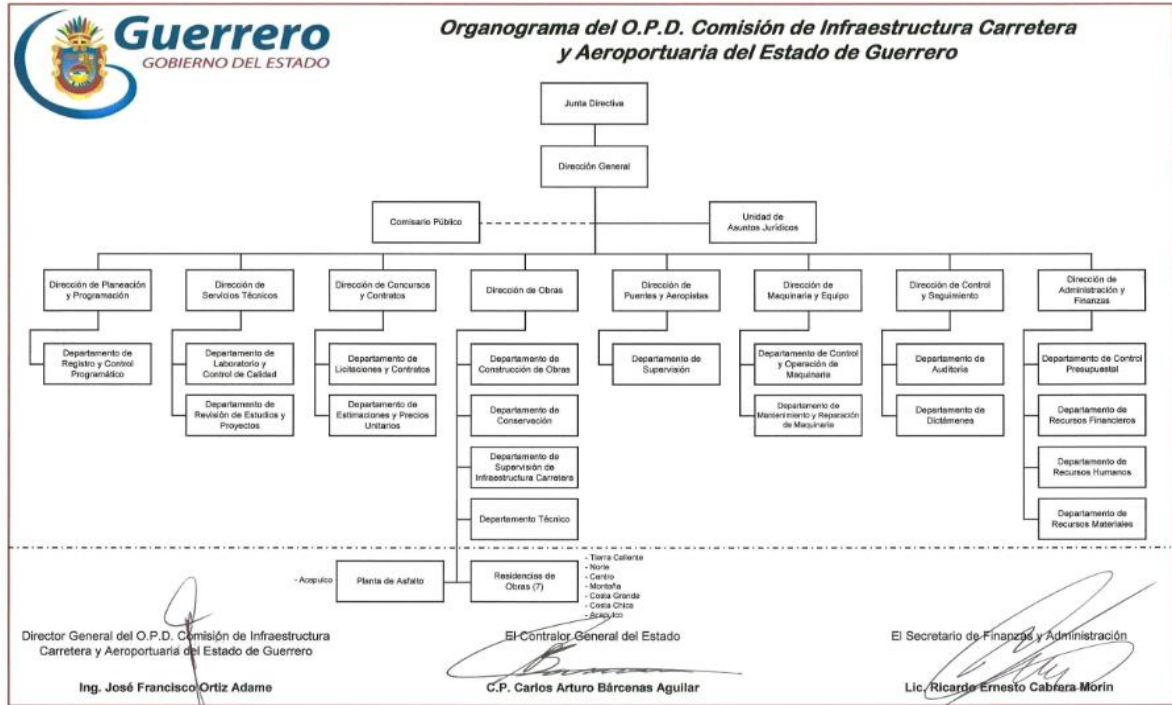 Guerrero
GOBIERNO DEL ESTADO
Organograma del O.P.D. Comisión de Infraestructura Carretera
y Aeroportuaria del Estado de Guerrero
Junta Directiva
Dirección General
Comisario Público
Unidad de
Asuntos Jurídicos
Dirección de Planeación
y Programación
Dirección de
Servicios Técnicos
Dirección de Concursos
y Contratos
Dirección de Obras
Dirección de
Puentes y Aeropistas
Dirección de
Maquinaria y Equipo
Dirección de Control
y Seguimiento
Dirección de
Administración y
Finanzas
Departamento de
Registro y Control
Programático
Departamento de
Laboratorio y
Control de Calidad
Departamento de
Licitaciones y Contratos
Departamento de
Construcción de Obras
Departamento de
Supervisión
Departamento de Control
y Operación de
Maquinaria
Departamento de
Auditoría
Departamento de Control
Presupuestal
Departamento de
Revisión de Estudios y
Proyectos
Departamento de
Estimaciones y Precios
Unitarios
Departamento de
Conservación
Departamento de
Mantenimiento y Reparación
de Maquinaria
Departamento de
Dictámenes
Departamento de
Recursos Financieros
Departamento de
Supervisión de
Infraestructura Carretera
Departamento de
Recursos Humanos
Departamento Técnico
Departamento de
Recursos Materiales
- Acapulco
Planta de Asfalto
Residencias de
Obras (7)
- Tierra Caliente
- Norte
- Centro
- Montaña
- Costa Grande
- Costa Chica
- Acapulco
Director General del O.P.D. Comisión de Infraestructura
Carretera y Aeroportuaria del Estado de Guerrero
Ing. José Francisco Ortiz Adame
El Contralor General del Estado
C.P. Carlos Arturo Bárcenas Aguilar
El Secretario de Finanzas y Administración
Lic. Ricardo Ernesto Cabrera Morin